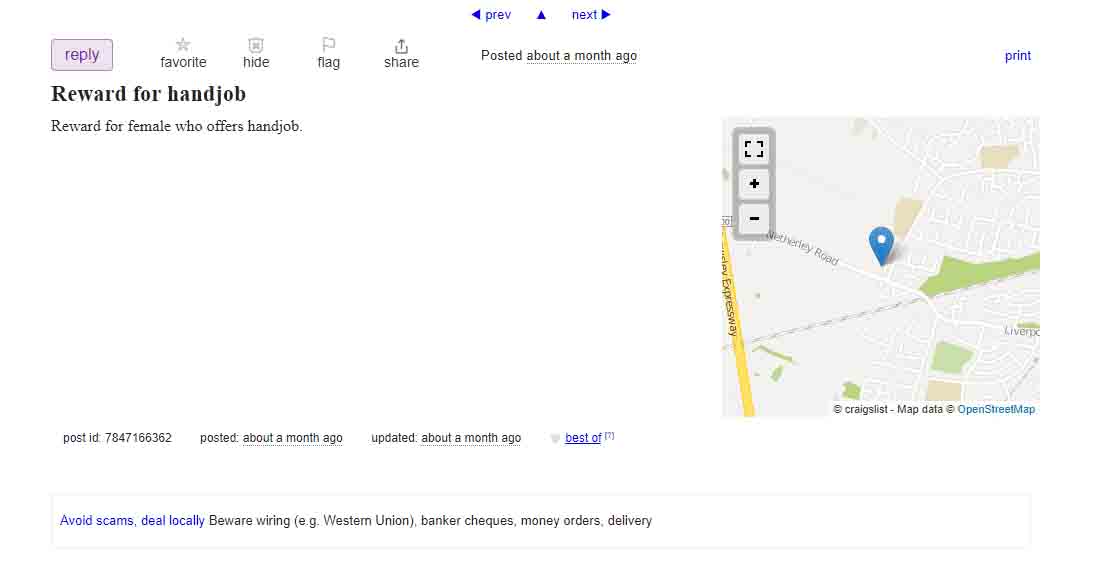 ◀ prev ▲ next ▶
reply favorite hide flag share Posted about a month ago print
Reward for handjob
Reward for female who offers handjob.
+
−
Netherley Road
Expressway
© craigslist - Map data © OpenStreetMap
post id: 7847166362 posted: about a month ago updated: about a month ago best of [?]
Avoid scams, deal locally Beware wiring (e.g. Western Union), banker cheques, money orders, delivery